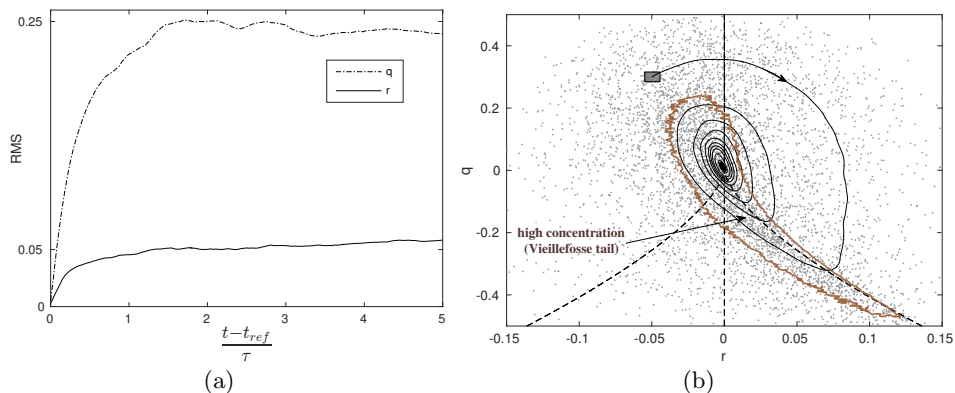 0.25
0.05
0
RMS
q
r
0 1 2 3 4 5
t−t_ref
τ
(a)
0.4
0.2
0
-0.2
-0.4
q
high concentration
(Vieillefosse tail)
-0.15 -0.1 -0.05 0 0.05 0.1 0.15
r
(b)